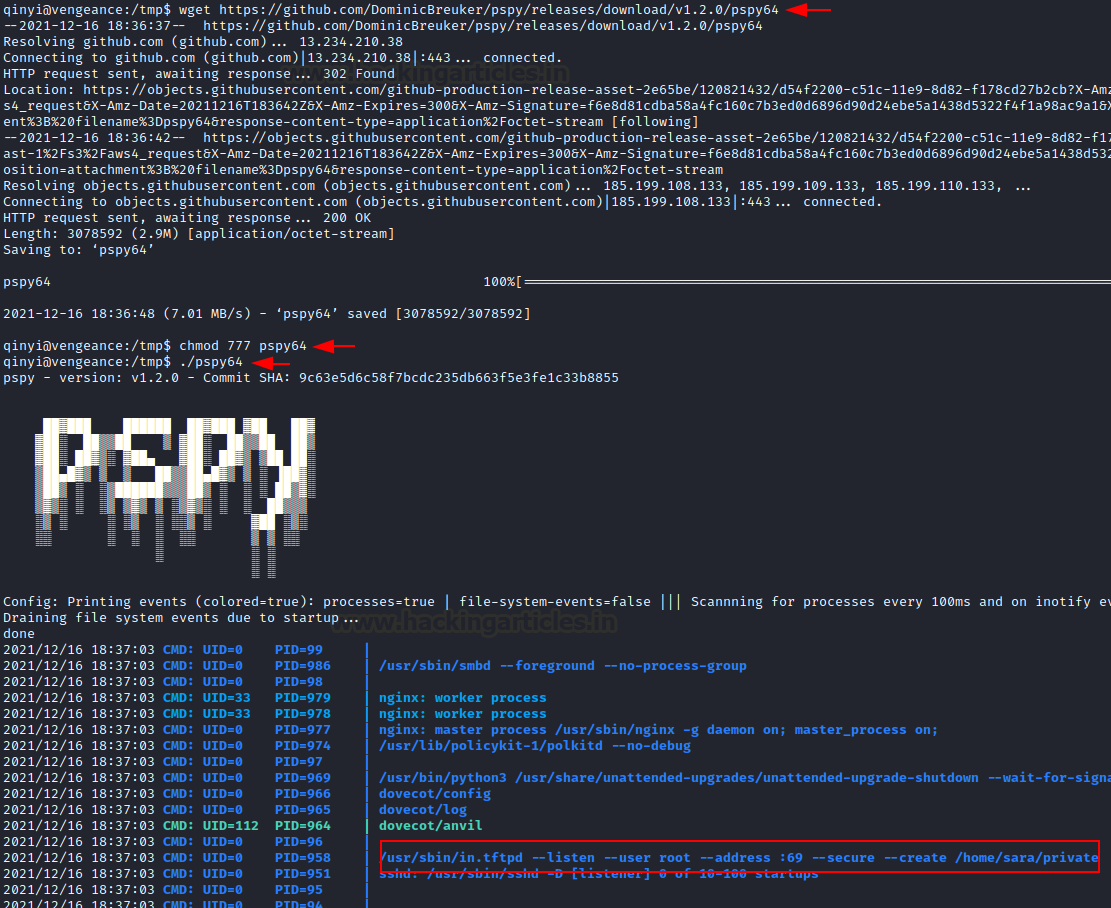 qinyi@vengeance:/tmp$ wget https://github.com/DominicBreuker/pspy/releases/download/v1.2.0/pspy64
--2021-12-16 18:36:37--  https://github.com/DominicBreuker/pspy/releases/download/v1.2.0/pspy64
Resolving github.com (github.com)... 13.234.210.38
Connecting to github.com (github.com)|13.234.210.38|:443... connected.
HTTP request sent, awaiting response... 302 Found
Location: https://objects.githubusercontent.com/github-production-release-asset-2e65be/120821432/d54f2200-c51c-11e9-8d82-f178cd27b2cb?X-Amz
s4_request&X-Amz-Date=20211216T183642Z&X-Amz-Expires=300&X-Amz-Signature=f6e8d81cdba58a4fc160c7b3ed0d6896d90d24ebe5a1438d5322f4f1a98ac9a1&X
ent%3B%20filename%3Dpspy64&response-content-type=application%2Foctet-stream [following]
--2021-12-16 18:36:42--  https://objects.githubusercontent.com/github-production-release-asset-2e65be/120821432/d54f2200-c51c-11e9-8d82-f17
ast-1%2Fs3%2Faws4_request&X-Amz-Date=20211216T183642Z&X-Amz-Expires=300&X-Amz-Signature=f6e8d81cdba58a4fc160c7b3ed0d6896d90d24ebe5a1438d532
osition=attachment%3B%20filename%3Dpspy64&response-content-type=application%2Foctet-stream
Resolving objects.githubusercontent.com (objects.githubusercontent.com)... 185.199.108.133, 185.199.109.133, 185.199.110.133, ...
Connecting to objects.githubusercontent.com (objects.githubusercontent.com)|185.199.108.133|:443... connected.
HTTP request sent, awaiting response... 200 OK
Length: 3078592 (2.9M) [application/octet-stream]
Saving to: ‘pspy64’
pspy64 100%[
2021-12-16 18:36:48 (7.01 MB/s) - ‘pspy64’ saved [3078592/3078592]
qinyi@vengeance:/tmp$ chmod 777 pspy64
qinyi@vengeance:/tmp$ ./pspy64
pspy - version: v1.2.0 - Commit SHA: 9c63e5d6c58f7bcdc235db663f5e3fe1c33b8855
PSPY
Config: Printing events (colored=true): processes=true | file-system-events=false ||| Scannning for processes every 100ms and on inotify ev
Draining file system events due to startup...
www.hackingarticles.in
done
2021/12/16 18:37:03 CMD: UID=0    PID=99     |
2021/12/16 18:37:03 CMD: UID=0    PID=986    | /usr/sbin/smbd --foreground --no-process-group
2021/12/16 18:37:03 CMD: UID=0    PID=98     |
2021/12/16 18:37:03 CMD: UID=33   PID=979    | nginx: worker process
2021/12/16 18:37:03 CMD: UID=33   PID=978    | nginx: worker process
2021/12/16 18:37:03 CMD: UID=0    PID=977    | nginx: master process /usr/sbin/nginx -g daemon on; master_process on;
2021/12/16 18:37:03 CMD: UID=0    PID=974    | /usr/lib/policykit-1/polkitd --no-debug
2021/12/16 18:37:03 CMD: UID=0    PID=97     |
2021/12/16 18:37:03 CMD: UID=0    PID=969    | /usr/bin/python3 /usr/share/unattended-upgrades/unattended-upgrade-shutdown --wait-for-signa
2021/12/16 18:37:03 CMD: UID=0    PID=966    | dovecot/config
2021/12/16 18:37:03 CMD: UID=0    PID=965    | dovecot/log
2021/12/16 18:37:03 CMD: UID=112  PID=964    | dovecot/anvil
2021/12/16 18:37:03 CMD: UID=0    PID=96     |
2021/12/16 18:37:03 CMD: UID=0    PID=958    | /usr/sbin/in.tftpd --listen --user root --address :69 --secure --create /home/sara/private
2021/12/16 18:37:03 CMD: UID=0    PID=951    | sshd: /usr/sbin/sshd -D [listener] 0 of 10-100 startups
2021/12/16 18:37:03 CMD: UID=0    PID=95     |
2021/12/16 18:37:03 CMD: UID=0    PID=94     |